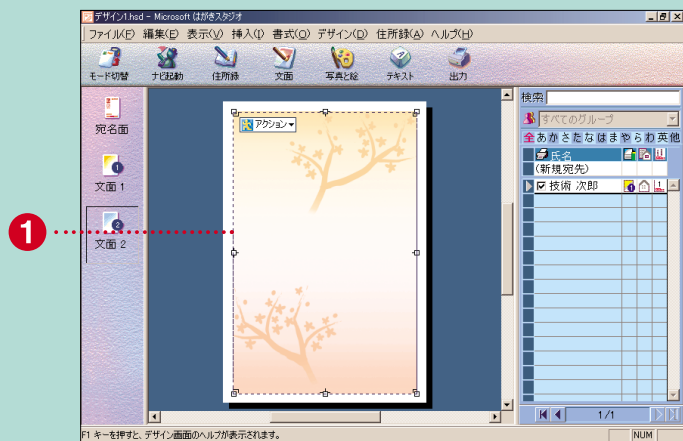 デザイン1.hsd - Microsoft はがきスタジオ
ファイル(F) 編集(E) 表示(V) 挿入(I) 書式(O) デザイン(D) 住所録(A) ヘルプ(H)
モード切替 ナビ起動 住所録 文面 写真と絵 テキスト 出力
宛名面
1
文面 1
2
文面 2
1
アクション
検索
すべてのグループ
全あかさたなはまやらわ英他
氏名
(新規宛先)
技術 次郎 1
1/1
F1 キーを押すと、デザイン画面のヘルプが表示されます。
NUM